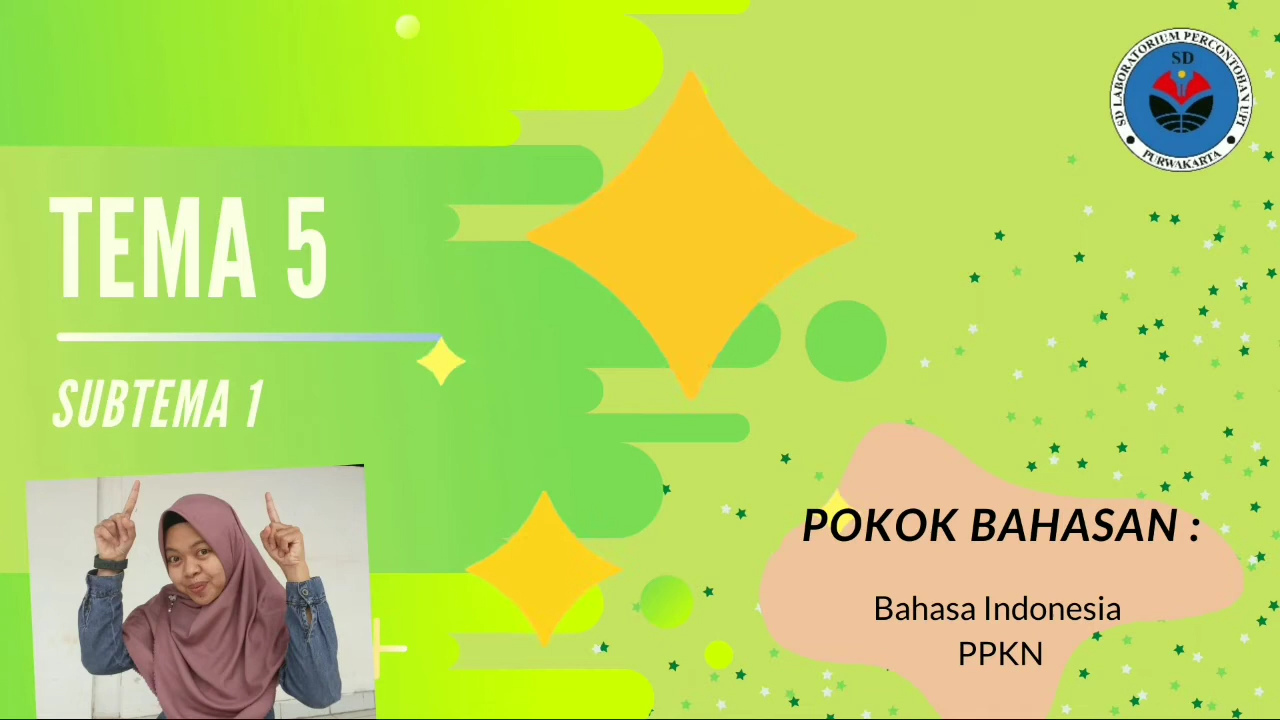 TEMA 5
SUBTEMA 1
SD LABORATORIUM PERCONTOHAN UPI
SD
PURWAKARTA
POKOK BAHASAN :
Bahasa Indonesia
PPKN